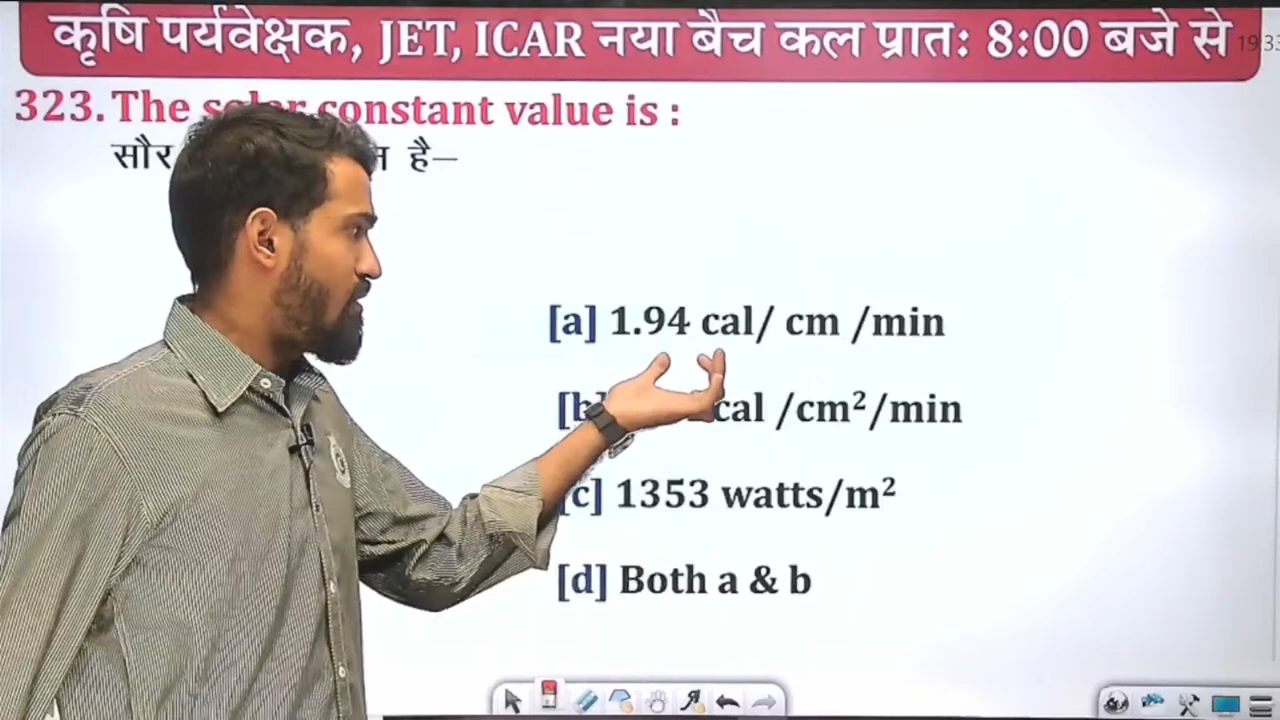 कृषि पर्यवेक्षक, JET, ICAR नया बैच कल प्रातः 8:00 बजे से
323. The solar constant value is :
सौर है–
[a] 1.94 cal/ cm /min
cal /cm²/min
[c] 1353 watts/m²
[d] Both a & b